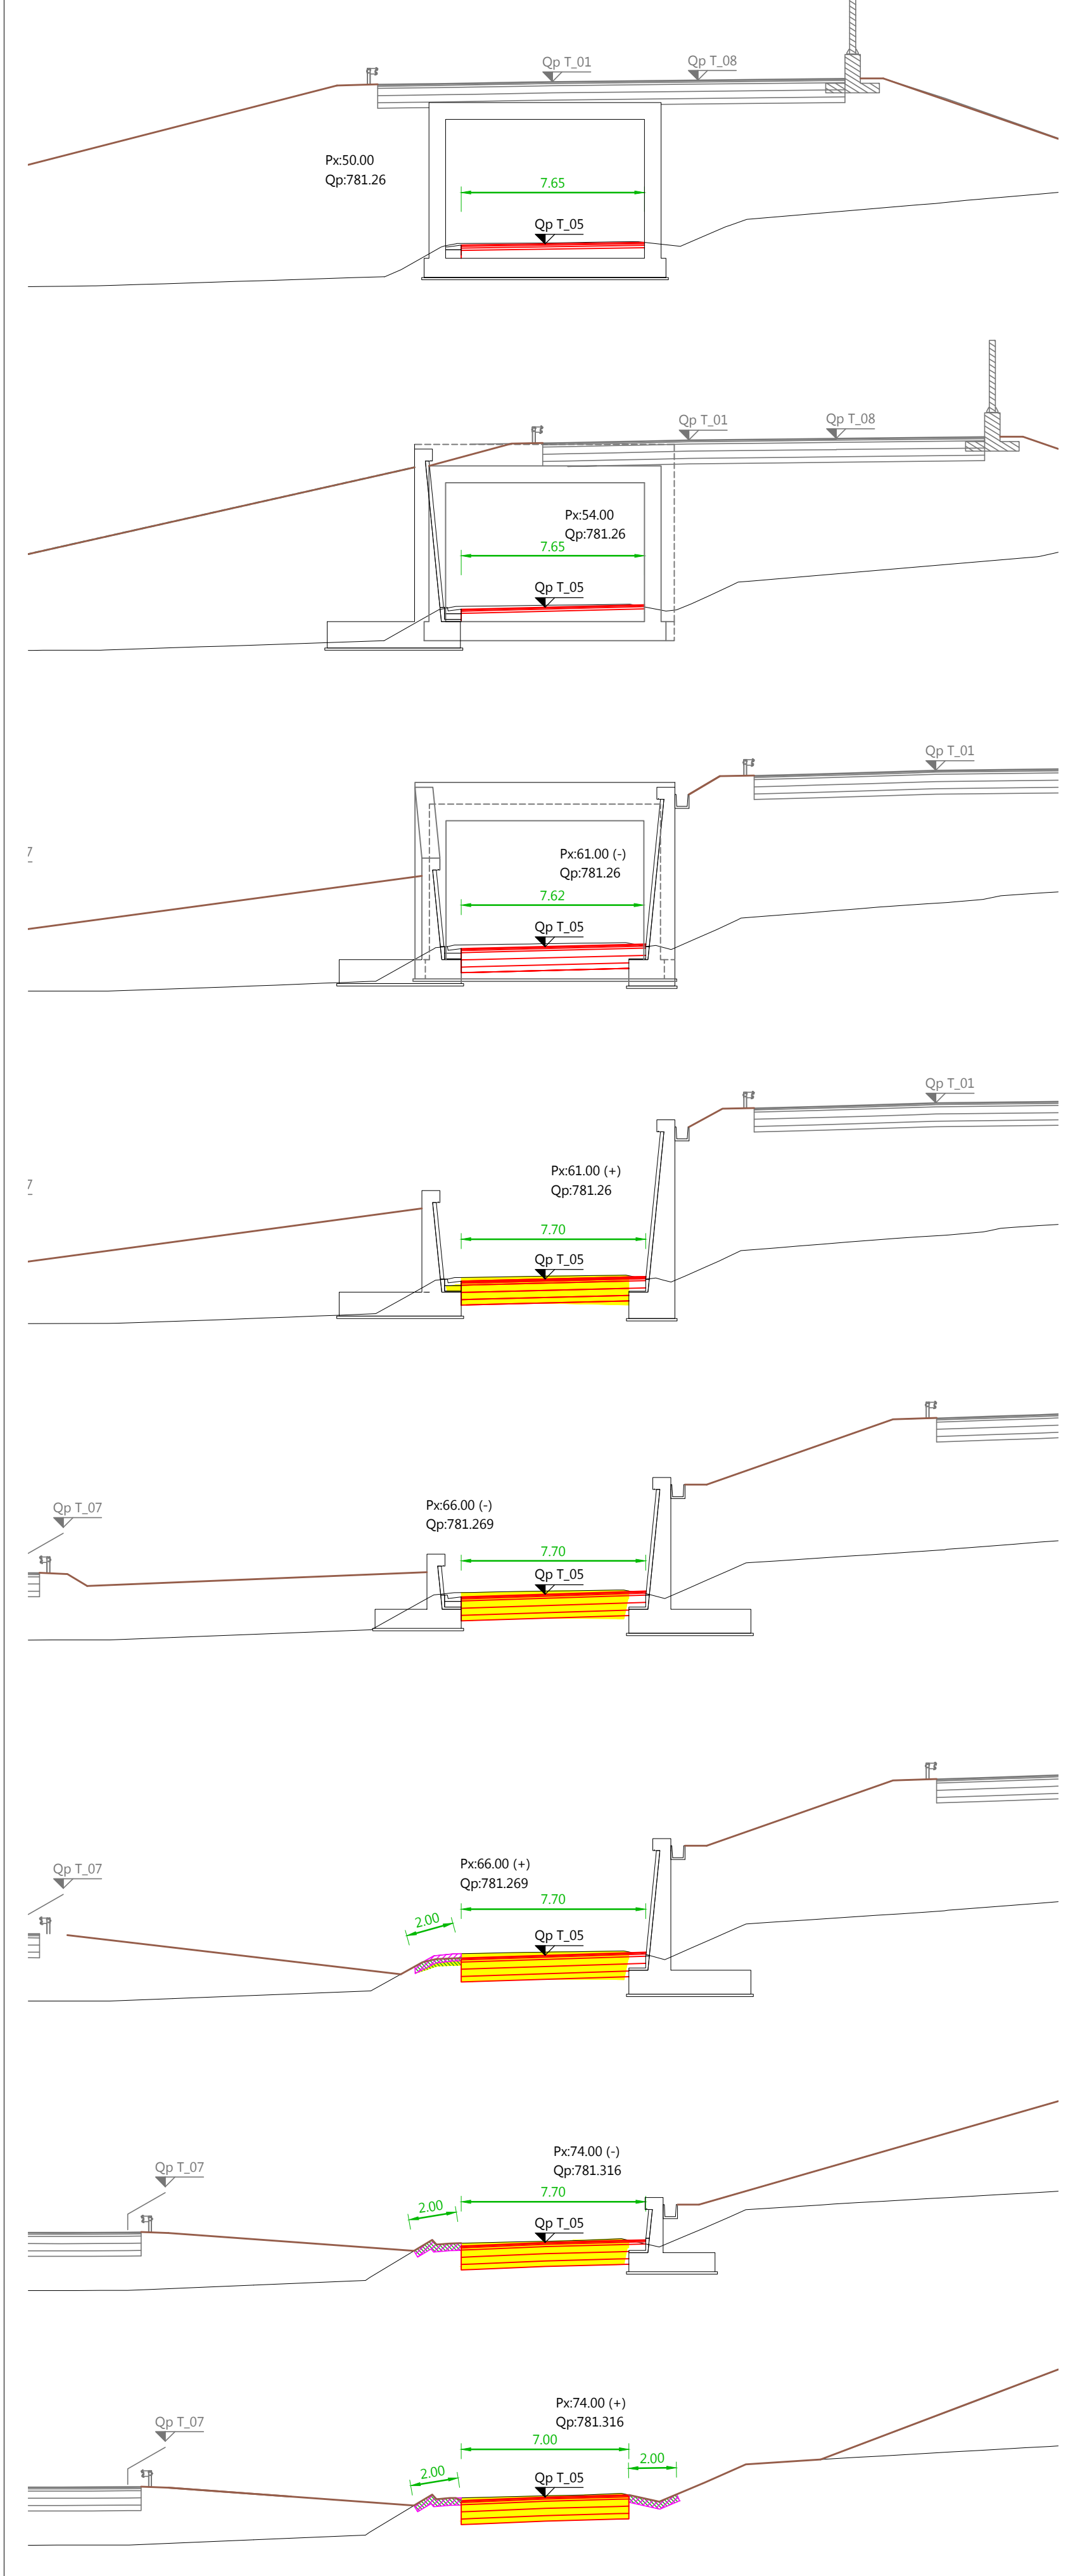 Qp T_01
Qp T_08
Px:50.00
Qp:781.26
7.65
Qp T_05
Qp T_01
Qp T_08
Px:54.00
Qp:781.26
7.65
Qp T_05
Qp T_01
7
Px:61.00 (-)
Qp:781.26
7.62
Qp T_05
Qp T_01
7
Px:61.00 (+)
Qp:781.26
7.70
Qp T_05
Qp T_07
Px:66.00 (-)
Qp:781.269
7.70
Qp T_05
Qp T_07
Px:66.00 (+)
Qp:781.269
7.70
2.00
Qp T_05
Px:74.00 (-)
Qp:781.316
Qp T_07
7.70
2.00
Qp T_05
Px:74.00 (+)
Qp:781.316
Qp T_07
7.00
2.00
2.00
Qp T_05